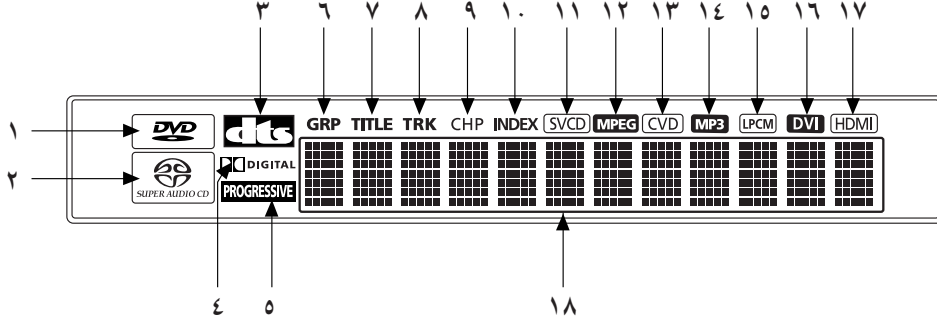 ٣ ٦ ٧ ٨ ٩ ١٠ ١١ ١٢ ١٣ ١٤ ١٥ ١٦ ١٧
١ DVD dts GRP TITLE TRK CHP INDEX SVCD MPEG CVD MP3 LPCM DVI HDMI
٢ SUPER AUDIO CD DIGITAL
PROGRESSIVE
٤ ٥ ١٨